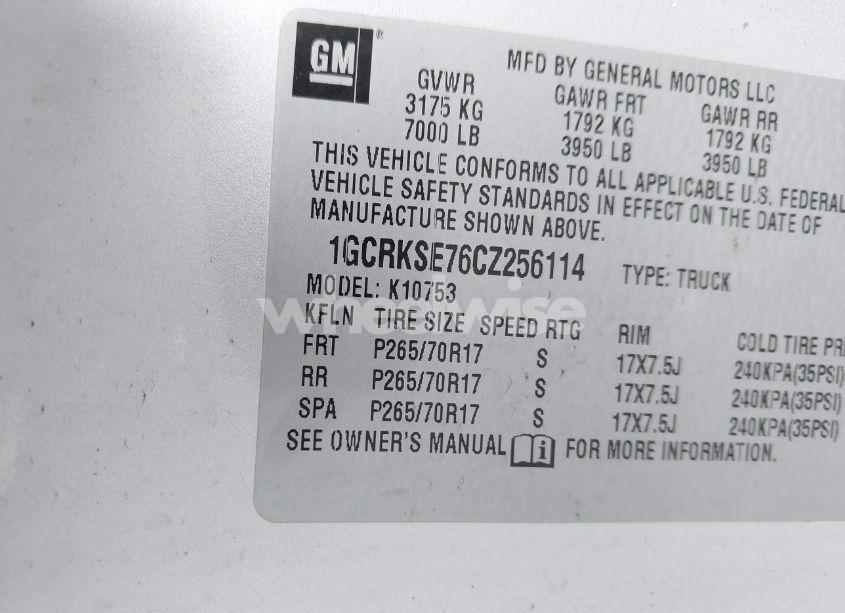 GM®
MFD BY GENERAL MOTORS LLC
GVWR GAWR FRT GAWR RR
3175 KG 1792 KG 1792 KG
7000 LB 3950 LB 3950 LB
THIS VEHICLE CONFORMS TO ALL APPLICABLE U.S. FEDERAL
VEHICLE SAFETY STANDARDS IN EFFECT ON THE DATE OF
MANUFACTURE SHOWN ABOVE.
1GCRKSE76CZ256114 TYPE: TRUCK
MODEL: K10753
wheelwise
KFLN TIRE SIZE SPEED RTG RIM COLD TIRE PR
FRT P265/70R17 S 17X7.5J 240KPA(35PSI)
RR P265/70R17 S 17X7.5J 240KPA(35PSI)
SPA P265/70R17 S 17X7.5J 240KPA(35PSI)
SEE OWNER'S MANUAL i FOR MORE INFORMATION.